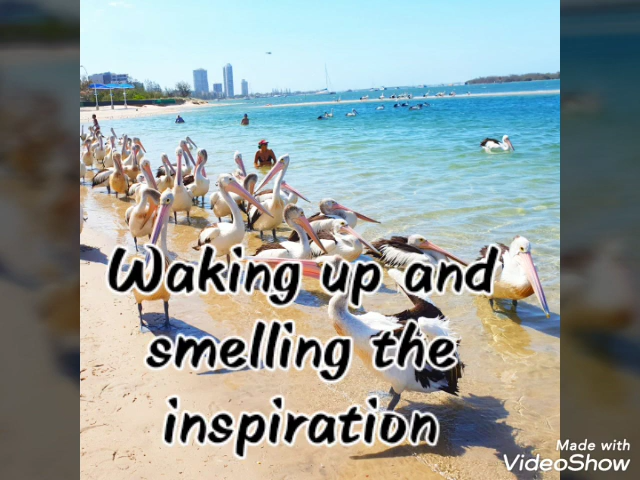 Waking up and
smelling the
inspiration
Made with
VideoShow